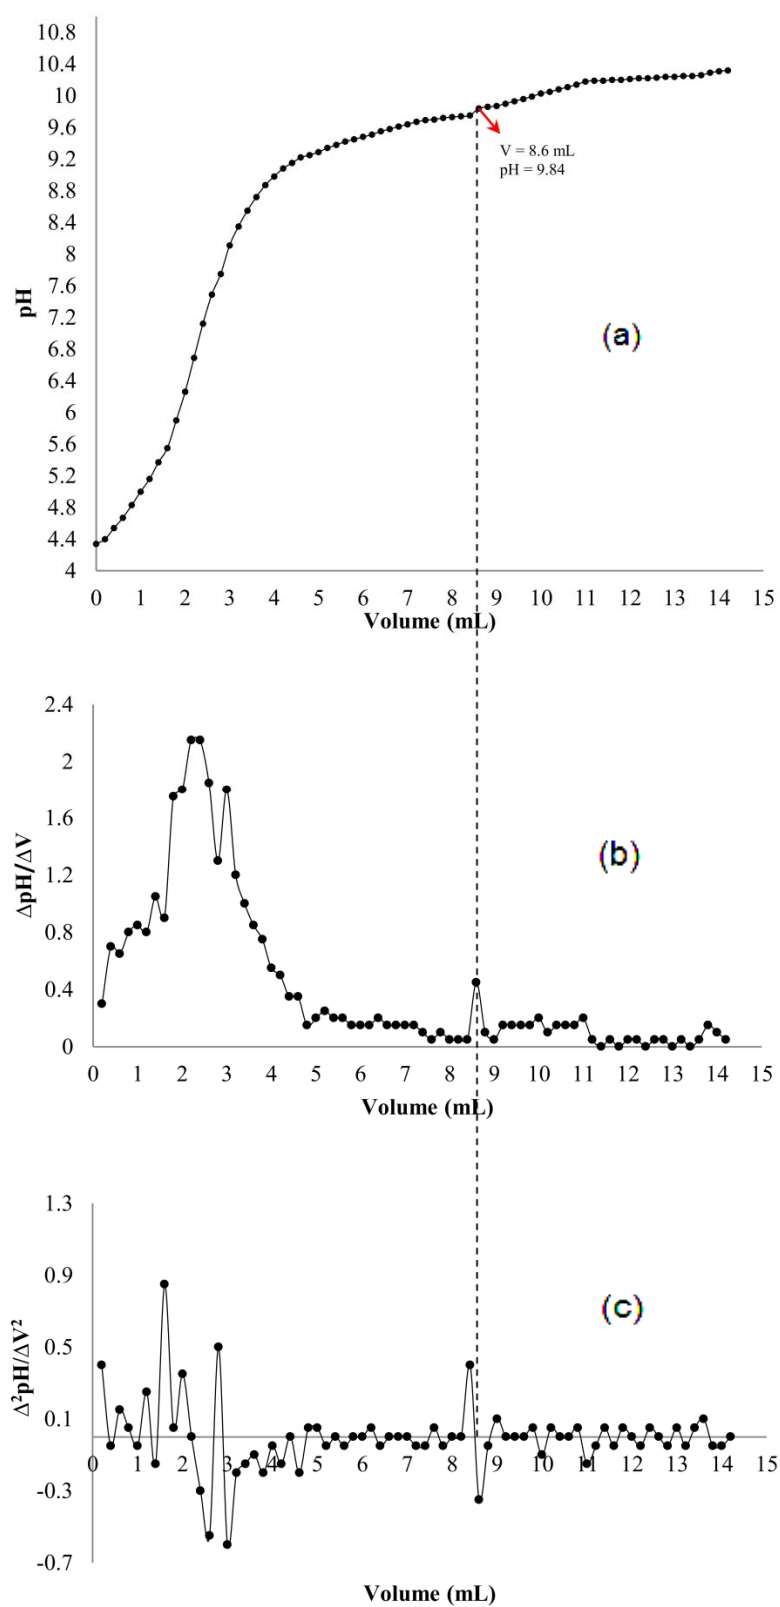 10.8
10.4
10
9.6
9.2
8.8
8.4
8
7.6
7.2
6.8
6.4
6
5.6
5.2
4.8
4.4
4
pH
V = 8.6 mL
pH = 9.84
(a)
0 1 2 3 4 5 6 7 8 9 10 11 12 13 14 15
Volume (mL)
2.4
2
1.6
1.2
0.8
0.4
0
ΔpH/ΔV
(b)
0 1 2 3 4 5 6 7 8 9 10 11 12 13 14 15
Volume (mL)
1.3
0.9
0.5
0.1
-0.3
-0.7
Δ²pH/ΔV²
(c)
0 1 2 3 4 5 6 7 8 9 10 11 12 13 14 15
Volume (mL)